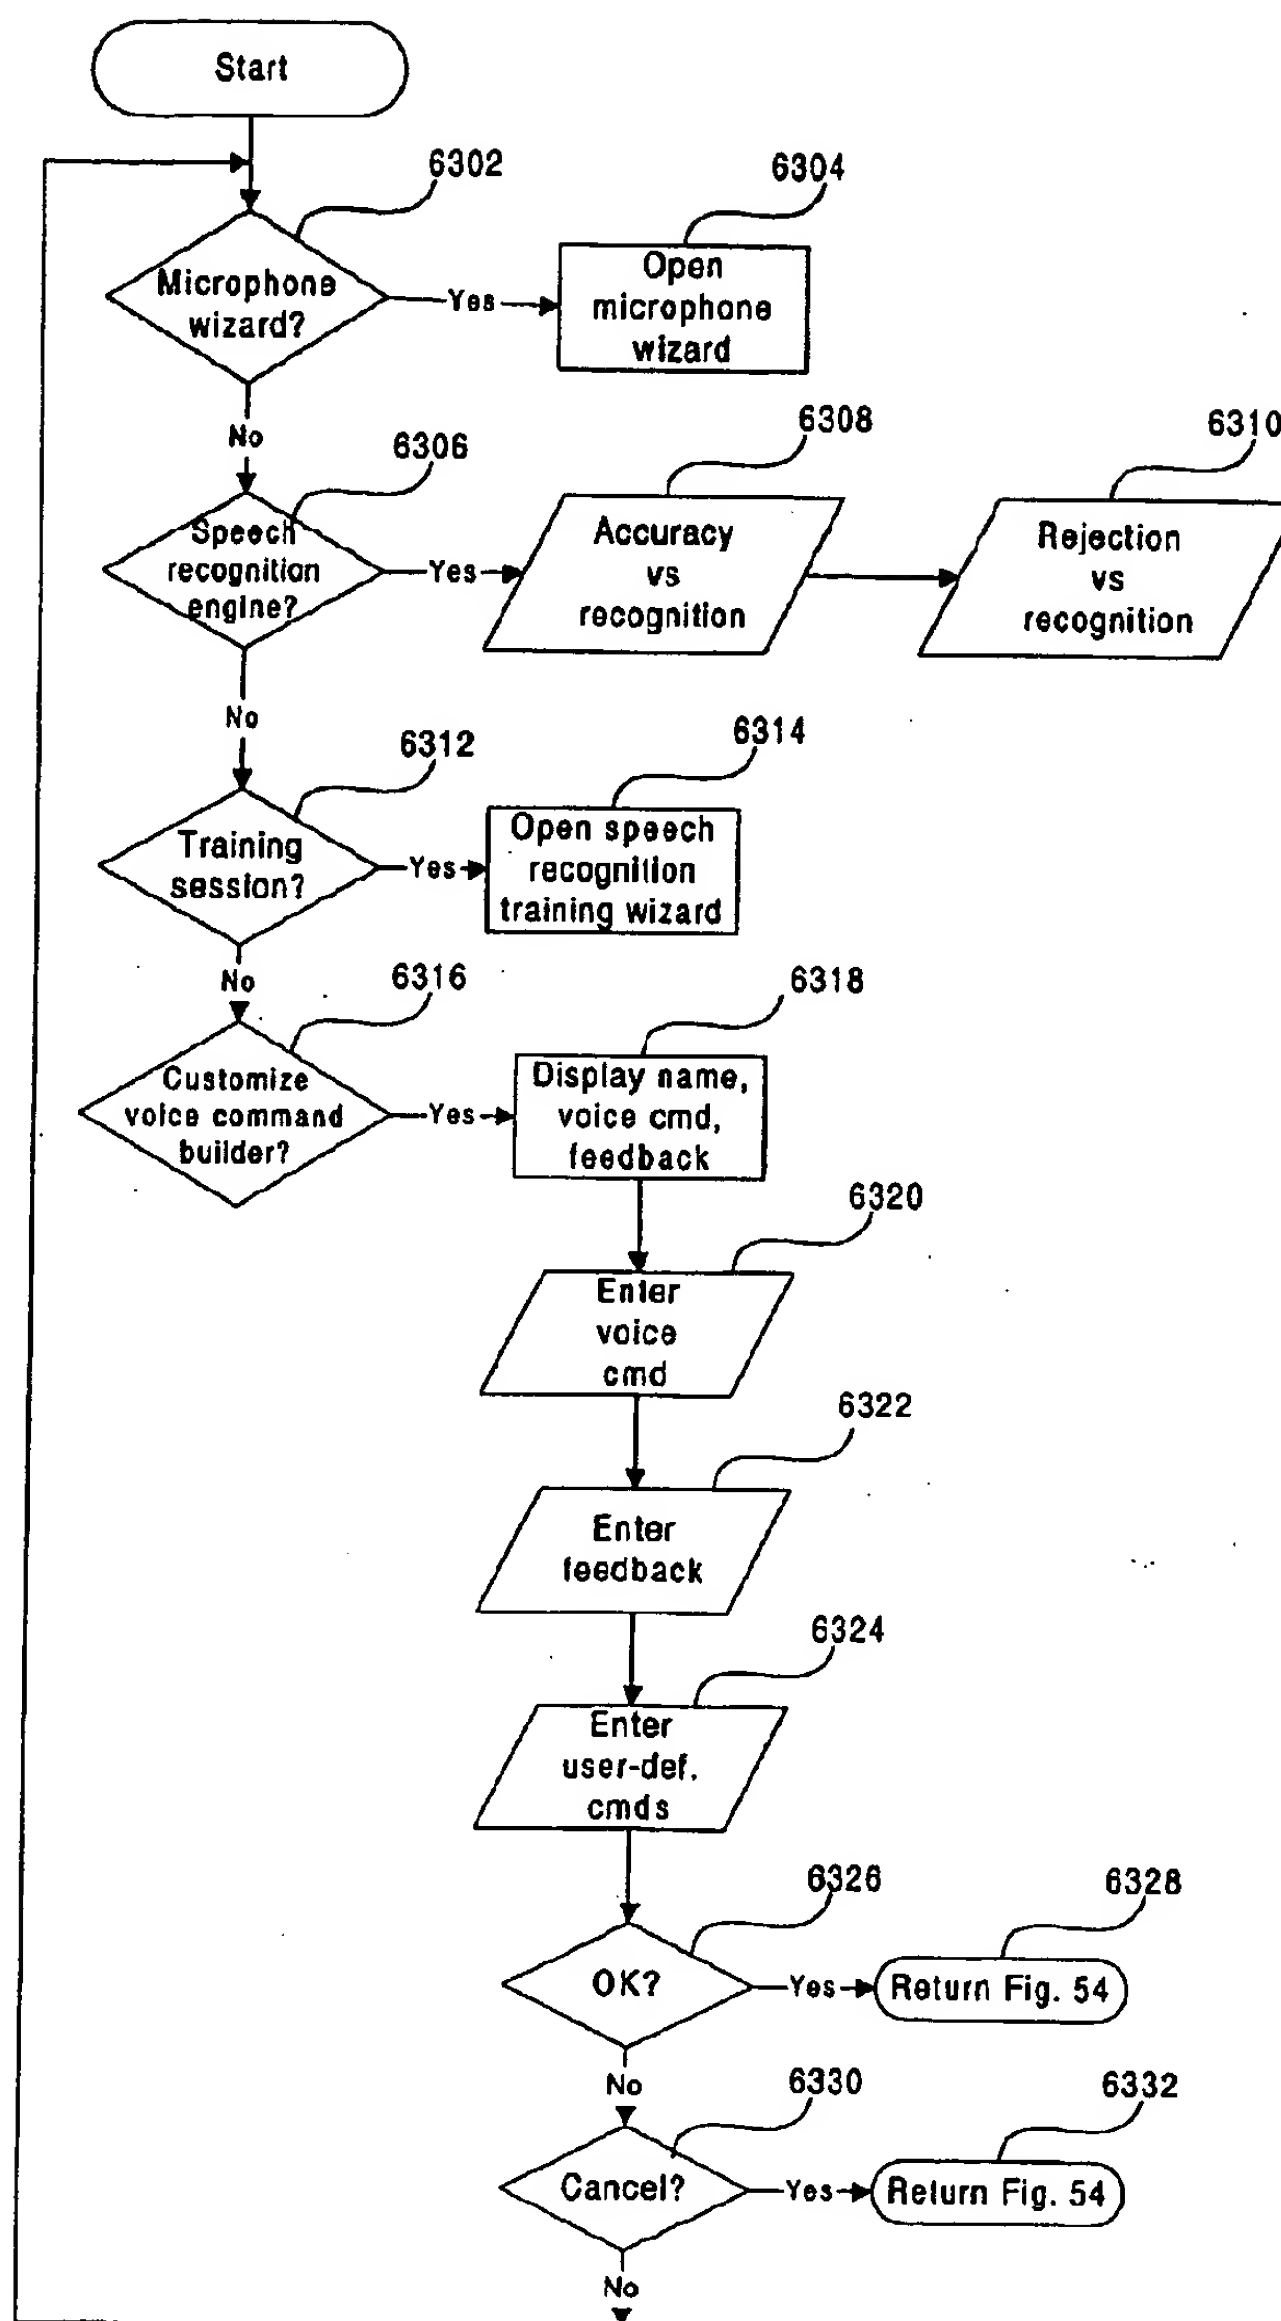 Start
6302
6304
Microphone
wizard?
Yes
Open
microphone
wizard
No
6306
6308
6310
Speech
recognition
engine?
Yes
Accuracy
vs
recognition
Rejection
vs
recognition
No
6312
6314
Training
session?
Yes
Open speech
recognition
training wizard
No
6316
6318
Customize
voice command
builder?
Yes
Display name,
voice cmd,
feedback
6320
Enter
voice
cmd
6322
Enter
feedback
6324
Enter
user-def.
cmds
6326
6328
OK?
Yes
Return Fig. 54
No
6330
6332
Cancel?
Yes
Return Fig. 54
No